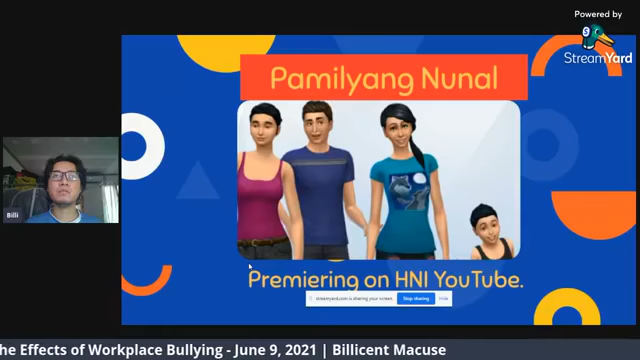 Powered by
StreamYard
Pamilyang Nunal
Billi
Premiering on HNI YouTube.
streamyard.com is sharing your screen.
Stop sharing
Hide
he Effects of Workplace Bullying - June 9, 2021 | Billicent Macuse